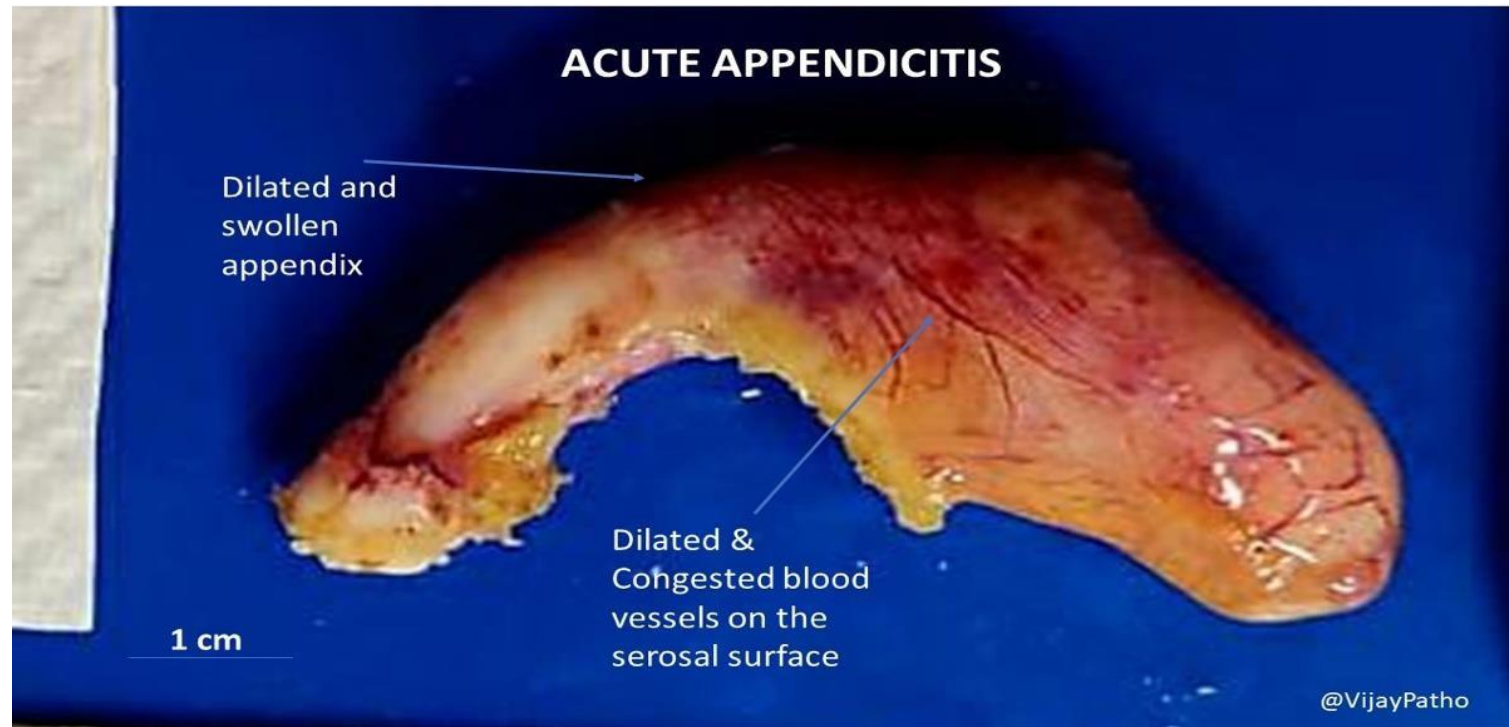 ACUTE APPENDICITIS
Dilated and
swollen
appendix
Dilated &
Congested blood
vessels on the
serosal surface
1 cm
@VijayPatho